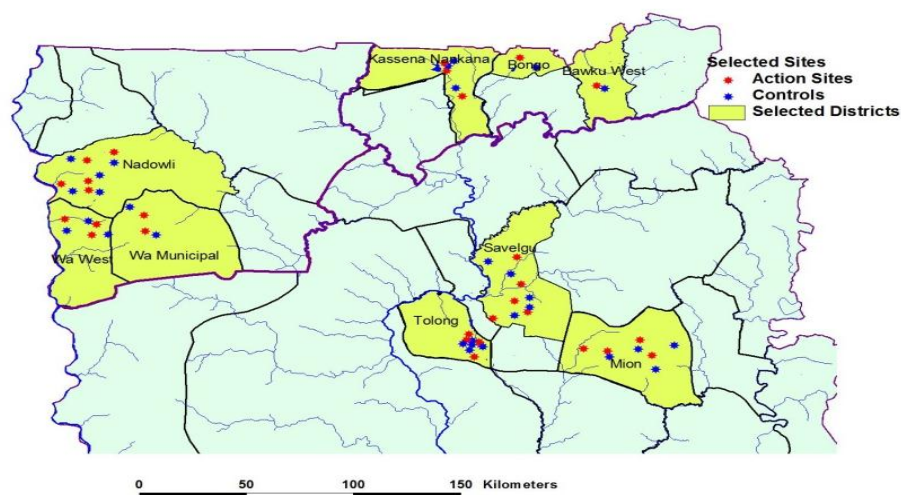 Kassena Nankana
Bongo
Bawku West
Selected Sites
Action Sites
Controls
Selected Districts
Nadowli
Wa West
Wa Municipal
Savelgu
Tolong
Mion
0 50 100 150 Kilometers